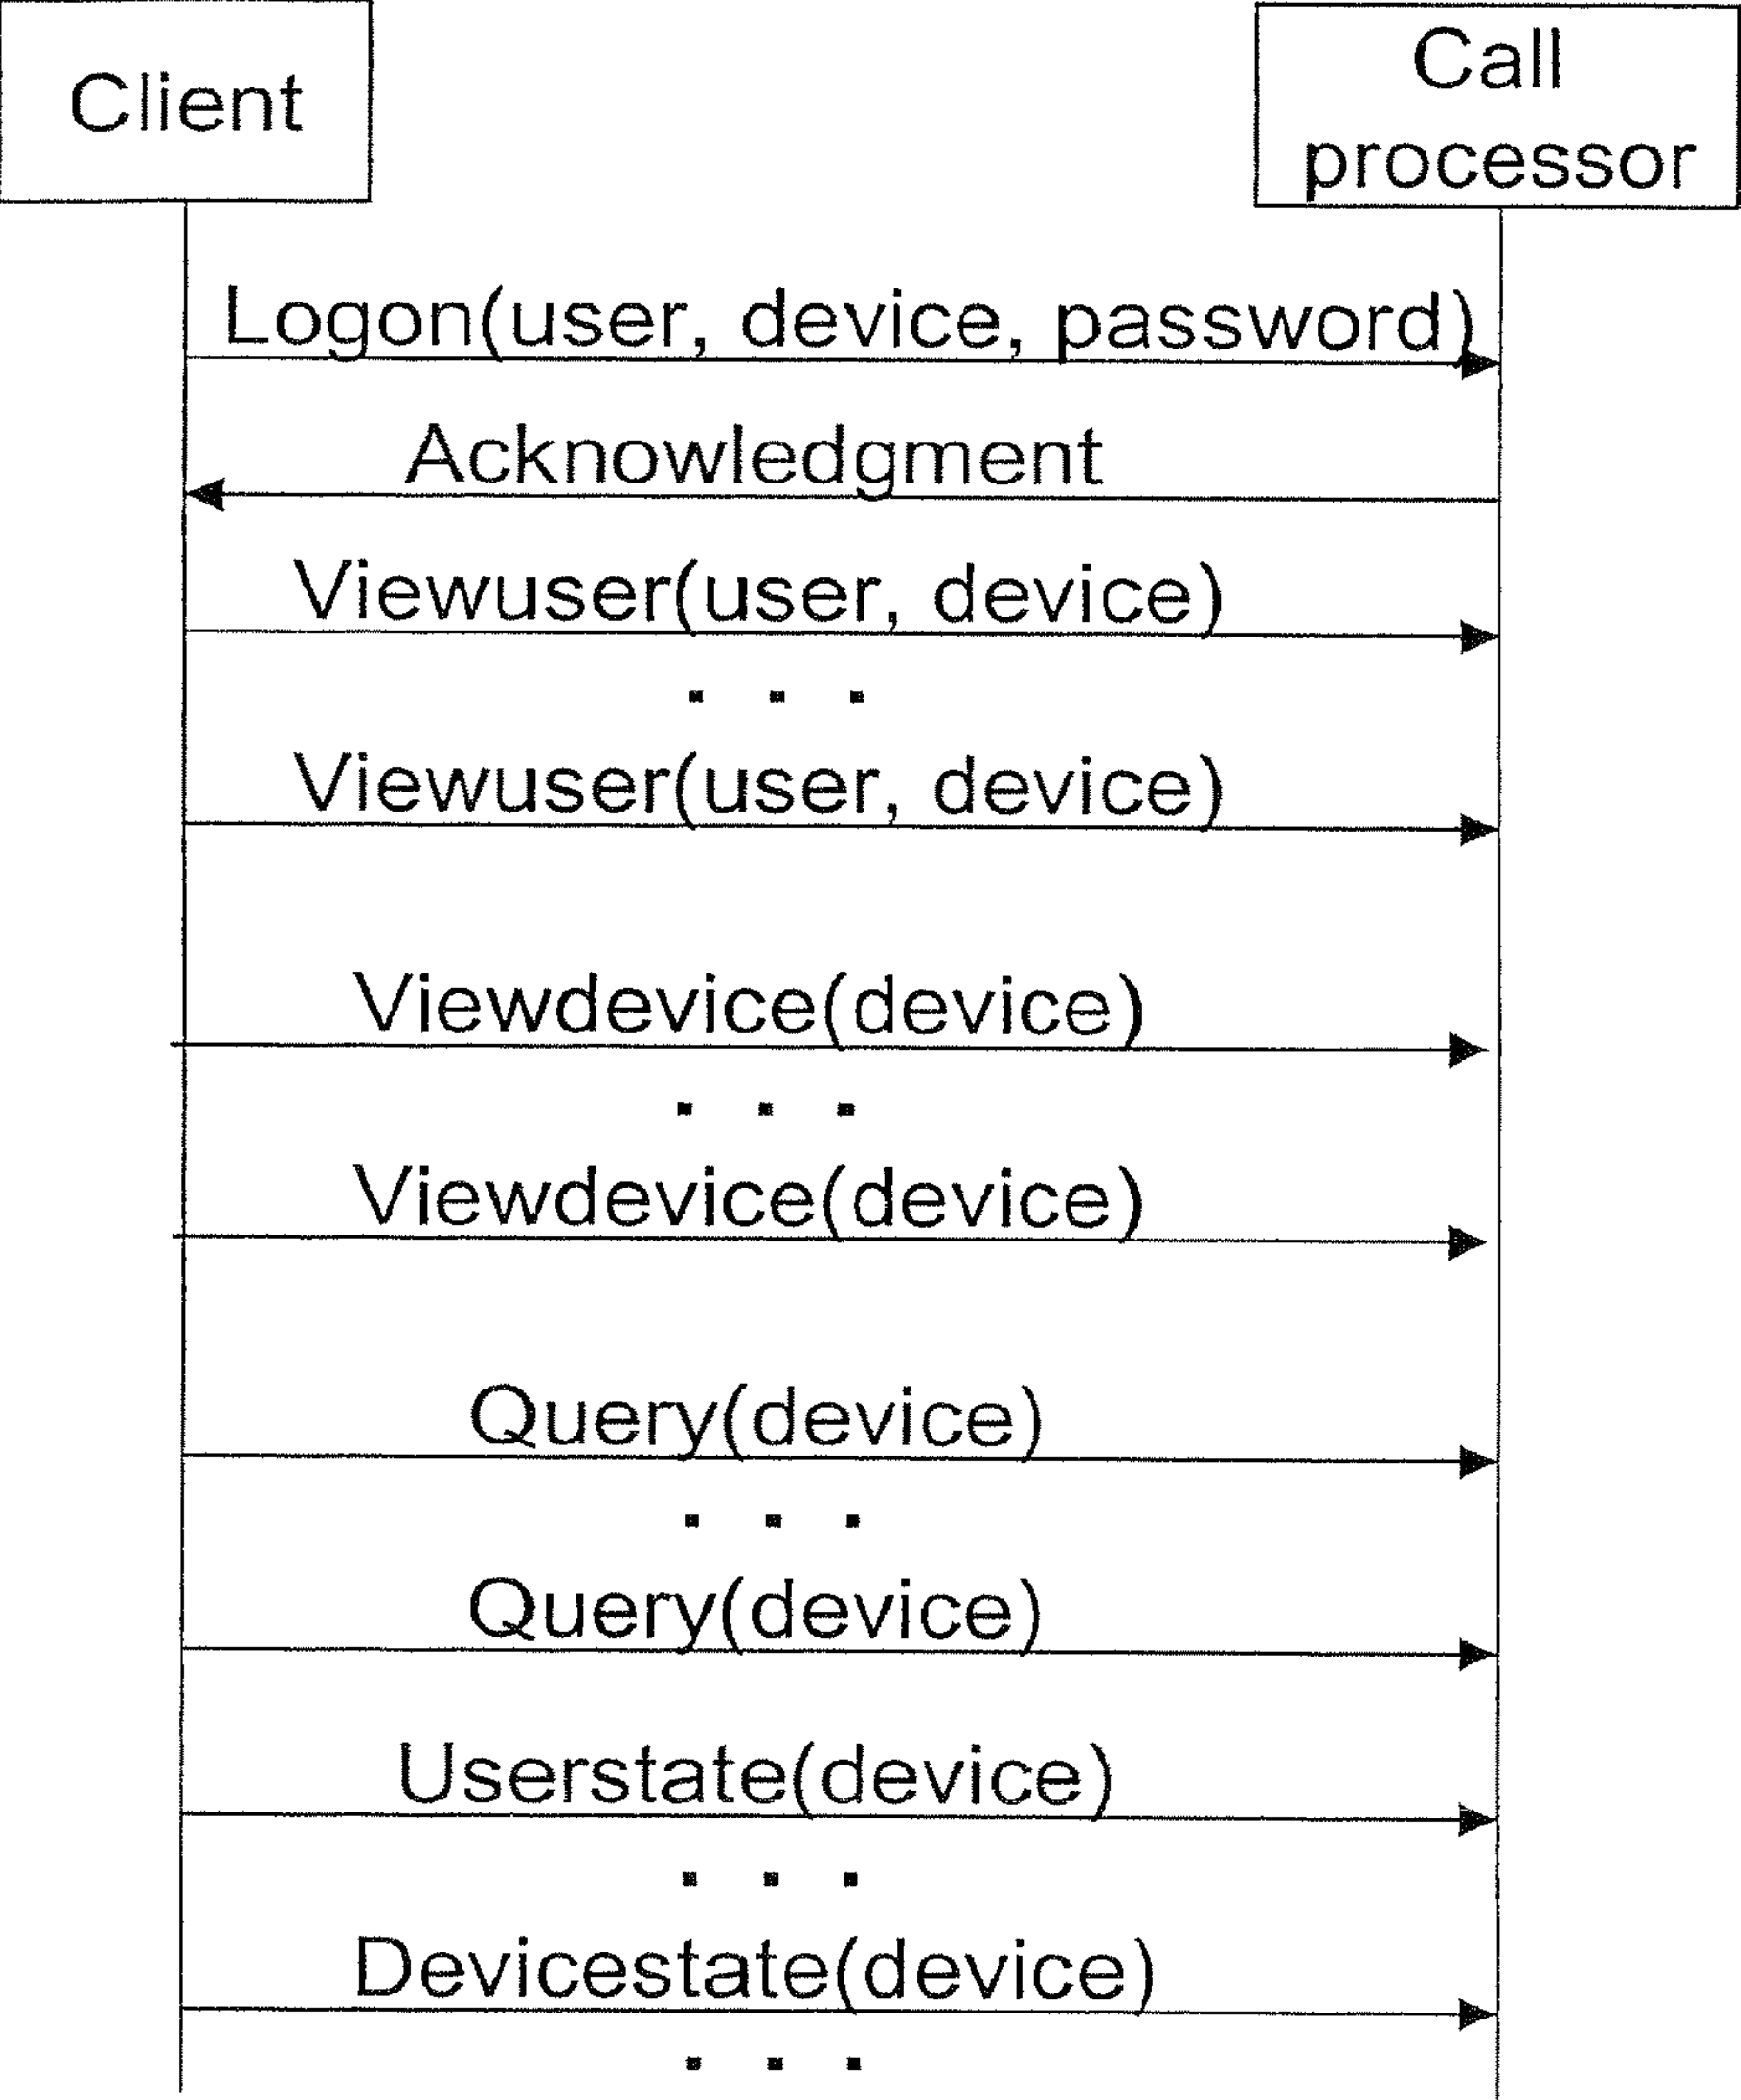 Client
Call
processor
Logon(user, device, password)
Acknowledgment
Viewuser(user, device)
. . .
Viewuser(user, device)
Viewdevice(device)
. . .
Viewdevice(device)
Query(device)
. . .
Query(device)
Userstate(device)
. . .
Devicestate(device)
. . .